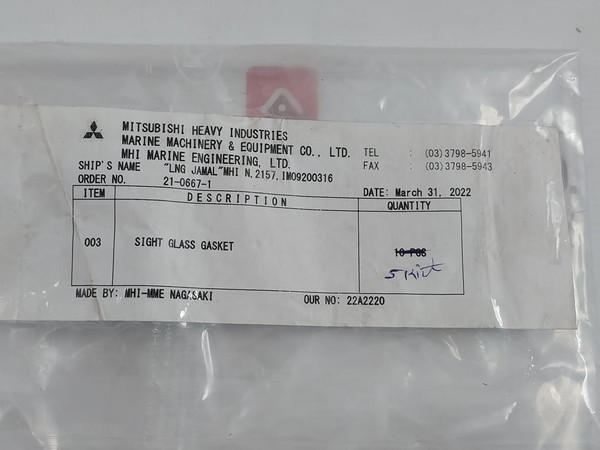 MITSUBISHI HEAVY INDUSTRIES
MARINE MACHINERY & EQUIPMENT CO., LTD. TEL : (03)3798-5941
MHI MARINE ENGINEERING, LTD. FAX : (03)3798-5943
SHIP'S NAME "LNG JAMAL"MHI N,2157,IMO9200316
ORDER NO. 21-0667-1 DATE: March 31, 2022
ITEM DESCRIPTION QUANTITY
003 SIGHT GLASS GASKET 10 PCS
5
MADE BY: MHI-MME NAGASAKI OUR NO: 22A2220